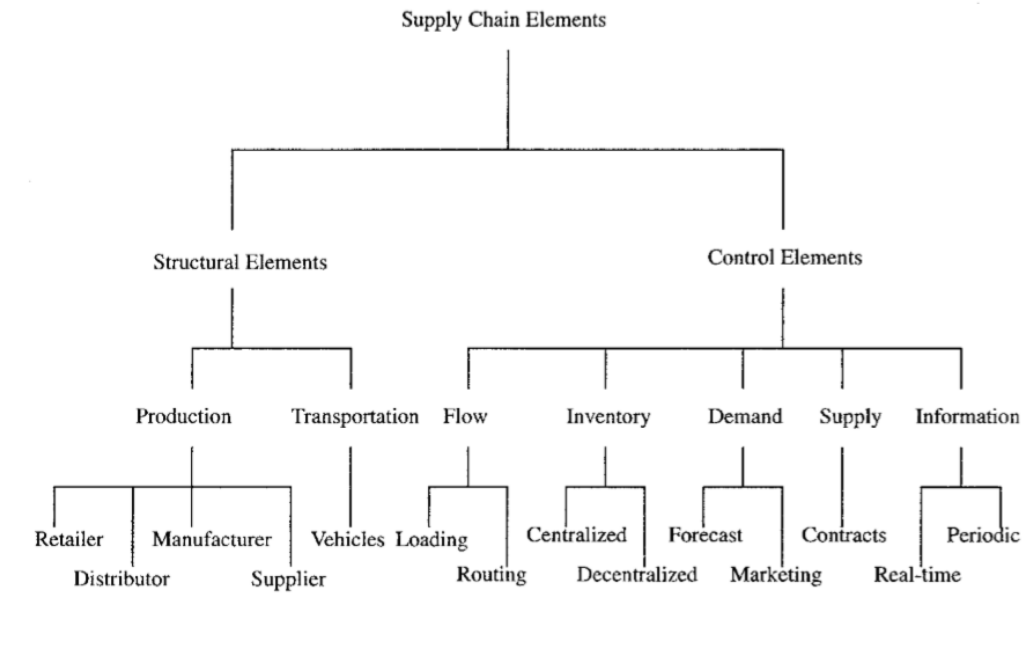 Supply Chain Elements
Structural Elements
Control Elements
Production
Transportation
Flow
Inventory
Demand
Supply
Information
Retailer
Distributor
Manufacturer
Supplier
Vehicles
Loading
Routing
Centralized
Decentralized
Forecast
Marketing
Contracts
Real-time
Periodic